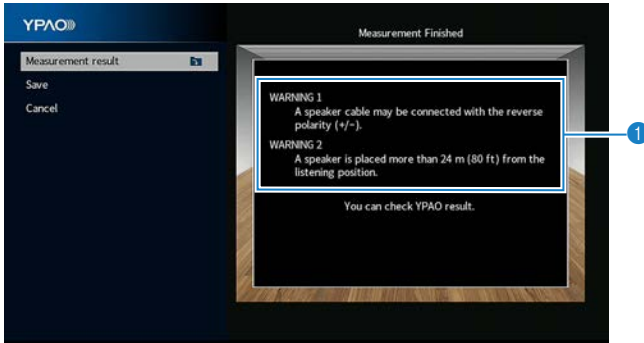 YPAO
Measurement Finished
Measurement result
Save
Cancel
WARNING 1
A speaker cable may be connected with the reverse
polarity (+/-).
WARNING 2
A speaker is placed more than 24 m (80 ft) from the
listening position.
You can check YPAO result.
1